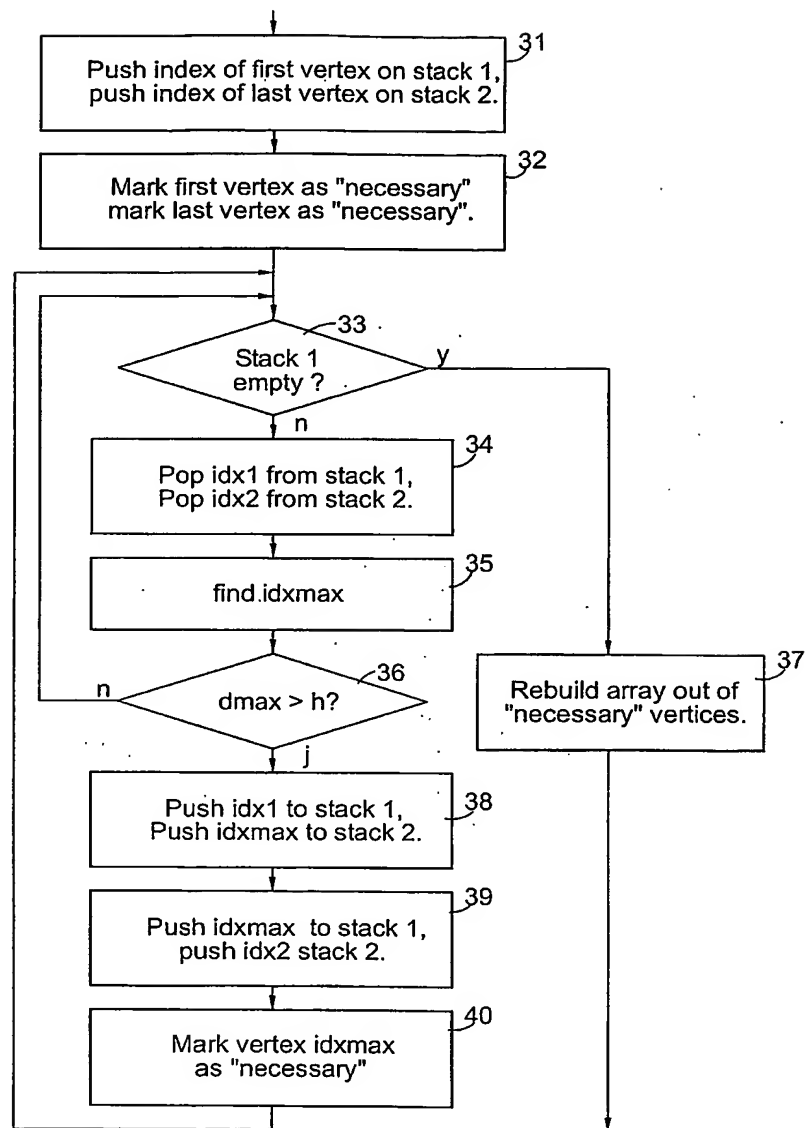 31
Push index of first vertex on stack 1,
push index of last vertex on stack 2.
32
Mark first vertex as "necessary"
mark last vertex as "necessary".
33
Stack 1
empty ?
y
n
34
Pop idx1 from stack 1,
Pop idx2 from stack 2.
35
find.idxmax
36
dmax > h?
n
j
37
Rebuild array out of
"necessary" vertices.
38
Push idx1 to stack 1,
Push idxmax to stack 2.
39
Push idxmax to stack 1,
push idx2 stack 2.
40
Mark vertex idxmax
as "necessary"